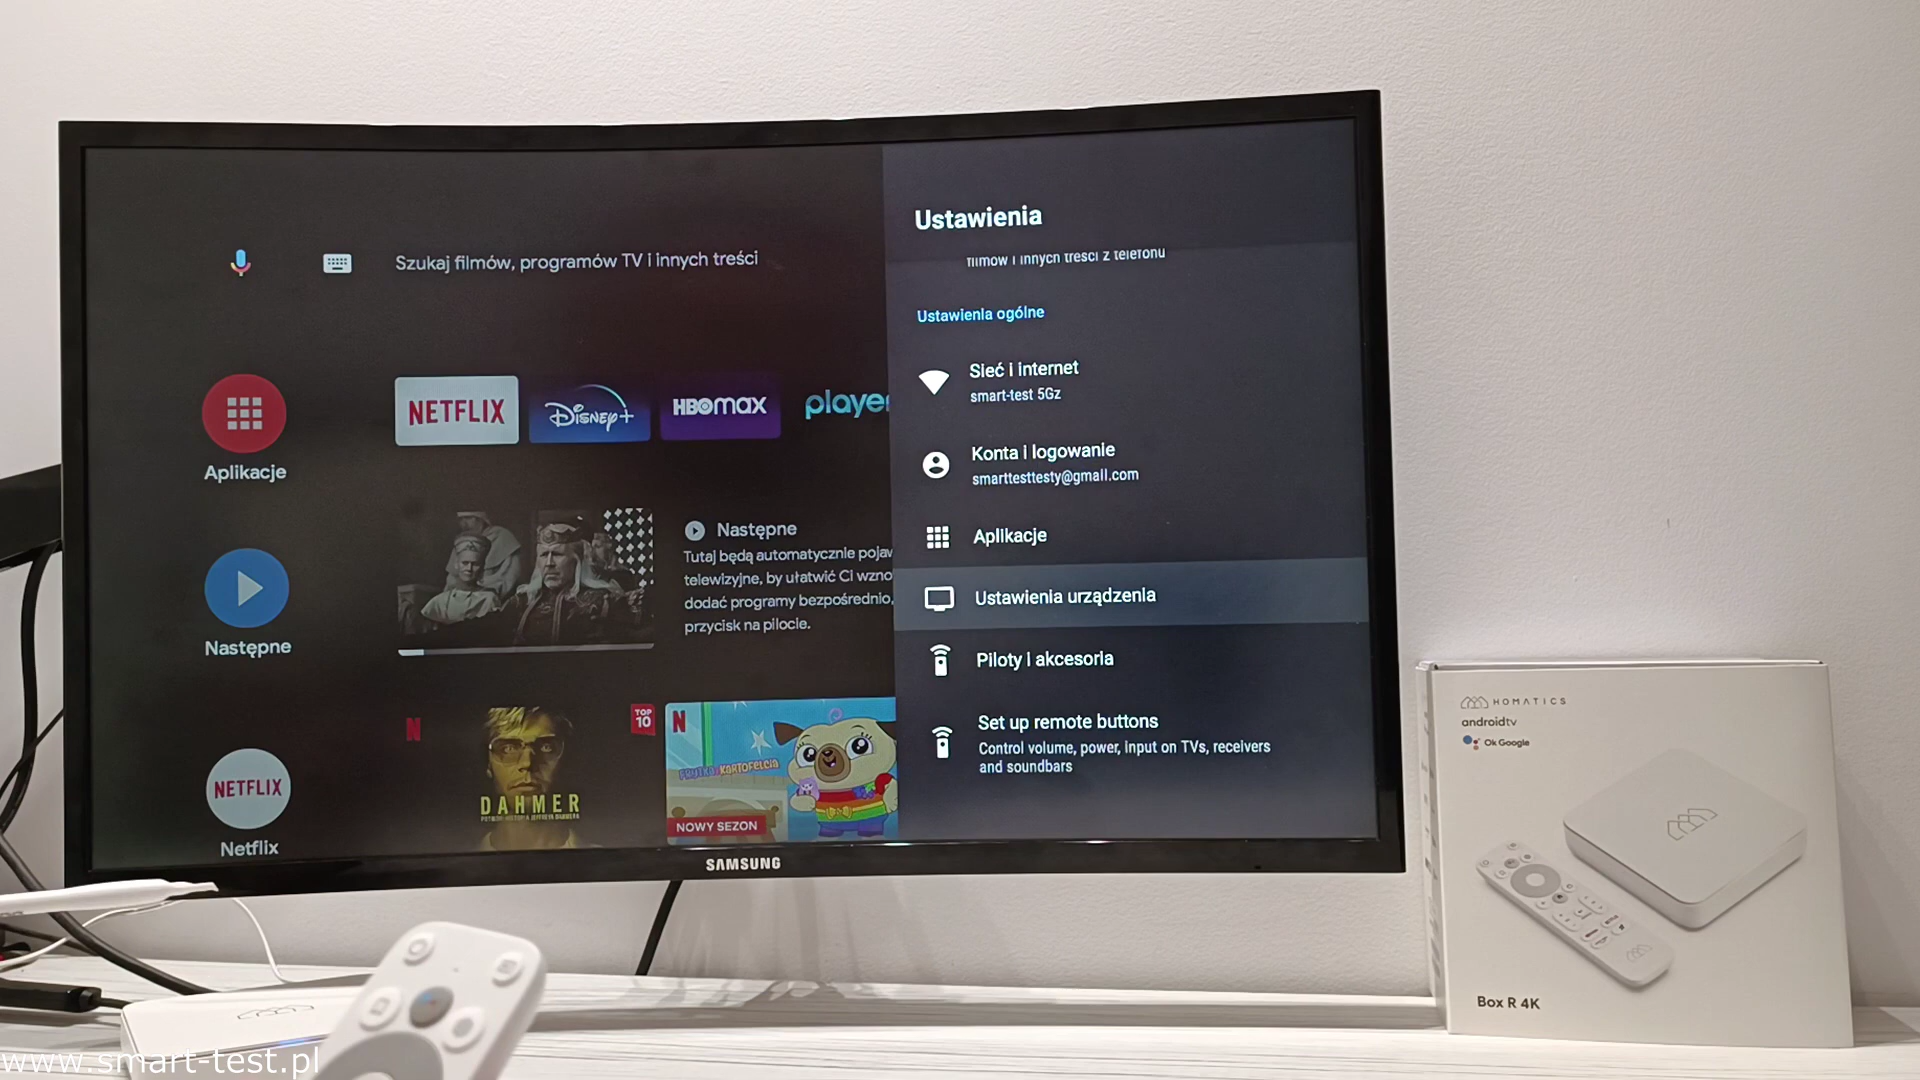 Szukaj filmów, programów TV i innych treści
Aplikacje
NETFLIX
Disney+
HBOmax
player
Następne
Tutaj będą automatycznie pojaw
telewizyjne, by ułatwić Ci wzno
dodać programy bezpośrednio,
przycisk na pilocie.
Następne
NETFLIX
Netflix
N
TOP
10
DAHMER
N
FRYTKA KARTOFELCIA
NOWY SEZON
Ustawienia
filmów i innych treści z telefonu
Ustawienia ogólne
Sieć i internet
smart-test 5Gz
Konta i logowanie
smarttesttesty@gmail.com
Aplikacje
Ustawienia urządzenia
Piloty i akcesoria
Set up remote buttons
Control volume, power, input on TVs, receivers
and soundbars
SAMSUNG
HOMATICS
androidtv
Ok Google
Box R 4K
www.smart-test.pl